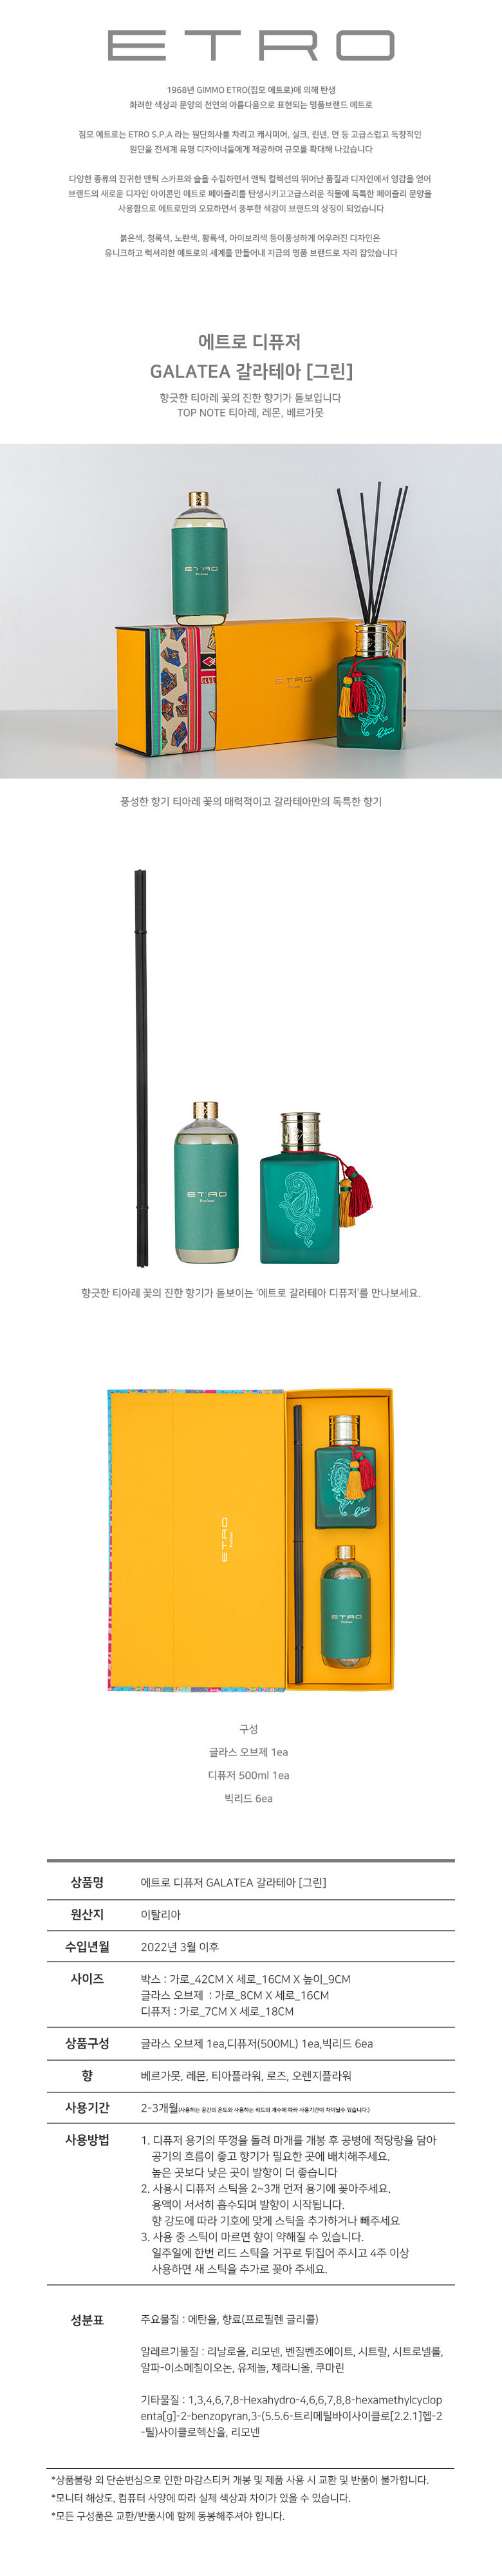 ETRO
1968년 GIMMO ETRO(짐모 에트로)에 의해 탄생
화려한 색상과 문양의 천연의 아름다움으로 표현되는 명품브랜드 에트로
짐모 에트로는 ETRO S.P.A 라는 원단회사를 차리고 캐시미어, 실크, 린넨, 면 등 고급스럽고 독창적인
원단을 전세계 유명 디자이너들에게 제공하며 규모를 확대해 나갔습니다
다양한 종류의 진귀한 앤틱 스카프와 숄을 수집하면서 앤틱 컬렉션의 뛰어난 품질과 디자인에서 영감을 얻어
브랜드의 새로운 디자인 아이콘인 에트로 페이즐리를 탄생시키고고급스러운 직물에 독특한 페이즐리 문양을
사용함으로 에트로만의 오묘하면서 풍부한 색감이 브랜드의 상징이 되었습니다
붉은색, 청록색, 노란색, 황록색, 아이보리색 등이풍성하게 어우러진 디자인은
유니크하고 럭셔리한 에트로의 세계를 만들어내 지금의 명품 브랜드로 자리 잡았습니다
에트로 디퓨저
GALATEA 갈라테아 [그린]
향긋한 티아레 꽃의 진한 향기가 돋보입니다
TOP NOTE 티아레, 레몬, 베르가못
ETRO
Profumi
ETRO
Profumi
Etro
풍성한 향기 티아레 꽃의 매력적이고 갈라테아만의 독특한 향기
ETRO
Profumi
향긋한 티아레 꽃의 진한 향기가 돋보이는 ‘에트로 갈라테아 디퓨저’를 만나보세요.
ETRO
Profumi
Etro
ETRO
Profumi
구성
글라스 오브제 1ea
디퓨저 500ml 1ea
빅리드 6ea
상품명 에트로 디퓨저 GALATEA 갈라테아 [그린]
원산지 이탈리아
수입년월 2022년 3월 이후
사이즈 박스 : 가로_42CM X 세로_16CM X 높이_9CM
글라스 오브제 : 가로_8CM X 세로_16CM
디퓨저 : 가로_7CM X 세로_18CM
상품구성 글라스 오브제 1ea,디퓨저(500ML) 1ea,빅리드 6ea
향 베르가못, 레몬, 티아플라워, 로즈, 오렌지플라워
사용기간 2-3개월(사용하는 공간의 온도와 사용하는 리드의 개수에 따라 사용기간이 차이날수 있습니다.)
사용방법 1. 디퓨저 용기의 뚜껑을 돌려 마개를 개봉 후 공병에 적당량을 담아
공기의 흐름이 좋고 향기가 필요한 곳에 배치해주세요.
높은 곳보다 낮은 곳이 발향이 더 좋습니다
2. 사용시 디퓨저 스틱을 2~3개 먼저 용기에 꽂아주세요.
용액이 서서히 흡수되며 발향이 시작됩니다.
향 강도에 따라 기호에 맞게 스틱을 추가하거나 빼주세요
3. 사용 중 스틱이 마르면 향이 약해질 수 있습니다.
일주일에 한번 리드 스틱을 거꾸로 뒤집어 주시고 4주 이상
사용하면 새 스틱을 추가로 꽂아 주세요.
성분표 주요물질 : 에탄올, 향료(프로필렌 글리콜)
알레르기물질 : 리날로올, 리모넨, 벤질벤조에이트, 시트랄, 시트로넬롤,
알파-이소메칠이오논, 유제놀, 제라니올, 쿠마린
기타물질 : 1,3,4,6,7,8-Hexahydro-4,6,6,7,8,8-hexamethylcyclop
enta[g]-2-benzopyran,3-(5.5.6-트리메틸바이사이클로[2.2.1]헵-2
-틸)사이클로헥산올, 리모넨
*상품불량 외 단순변심으로 인한 마감스티커 개봉 및 제품 사용 시 교환 및 반품이 불가합니다.
*모니터 해상도, 컴퓨터 사양에 따라 실제 색상과 차이가 있을 수 있습니다.
*모든 구성품은 교환/반품시에 함께 동봉해주셔야 합니다.